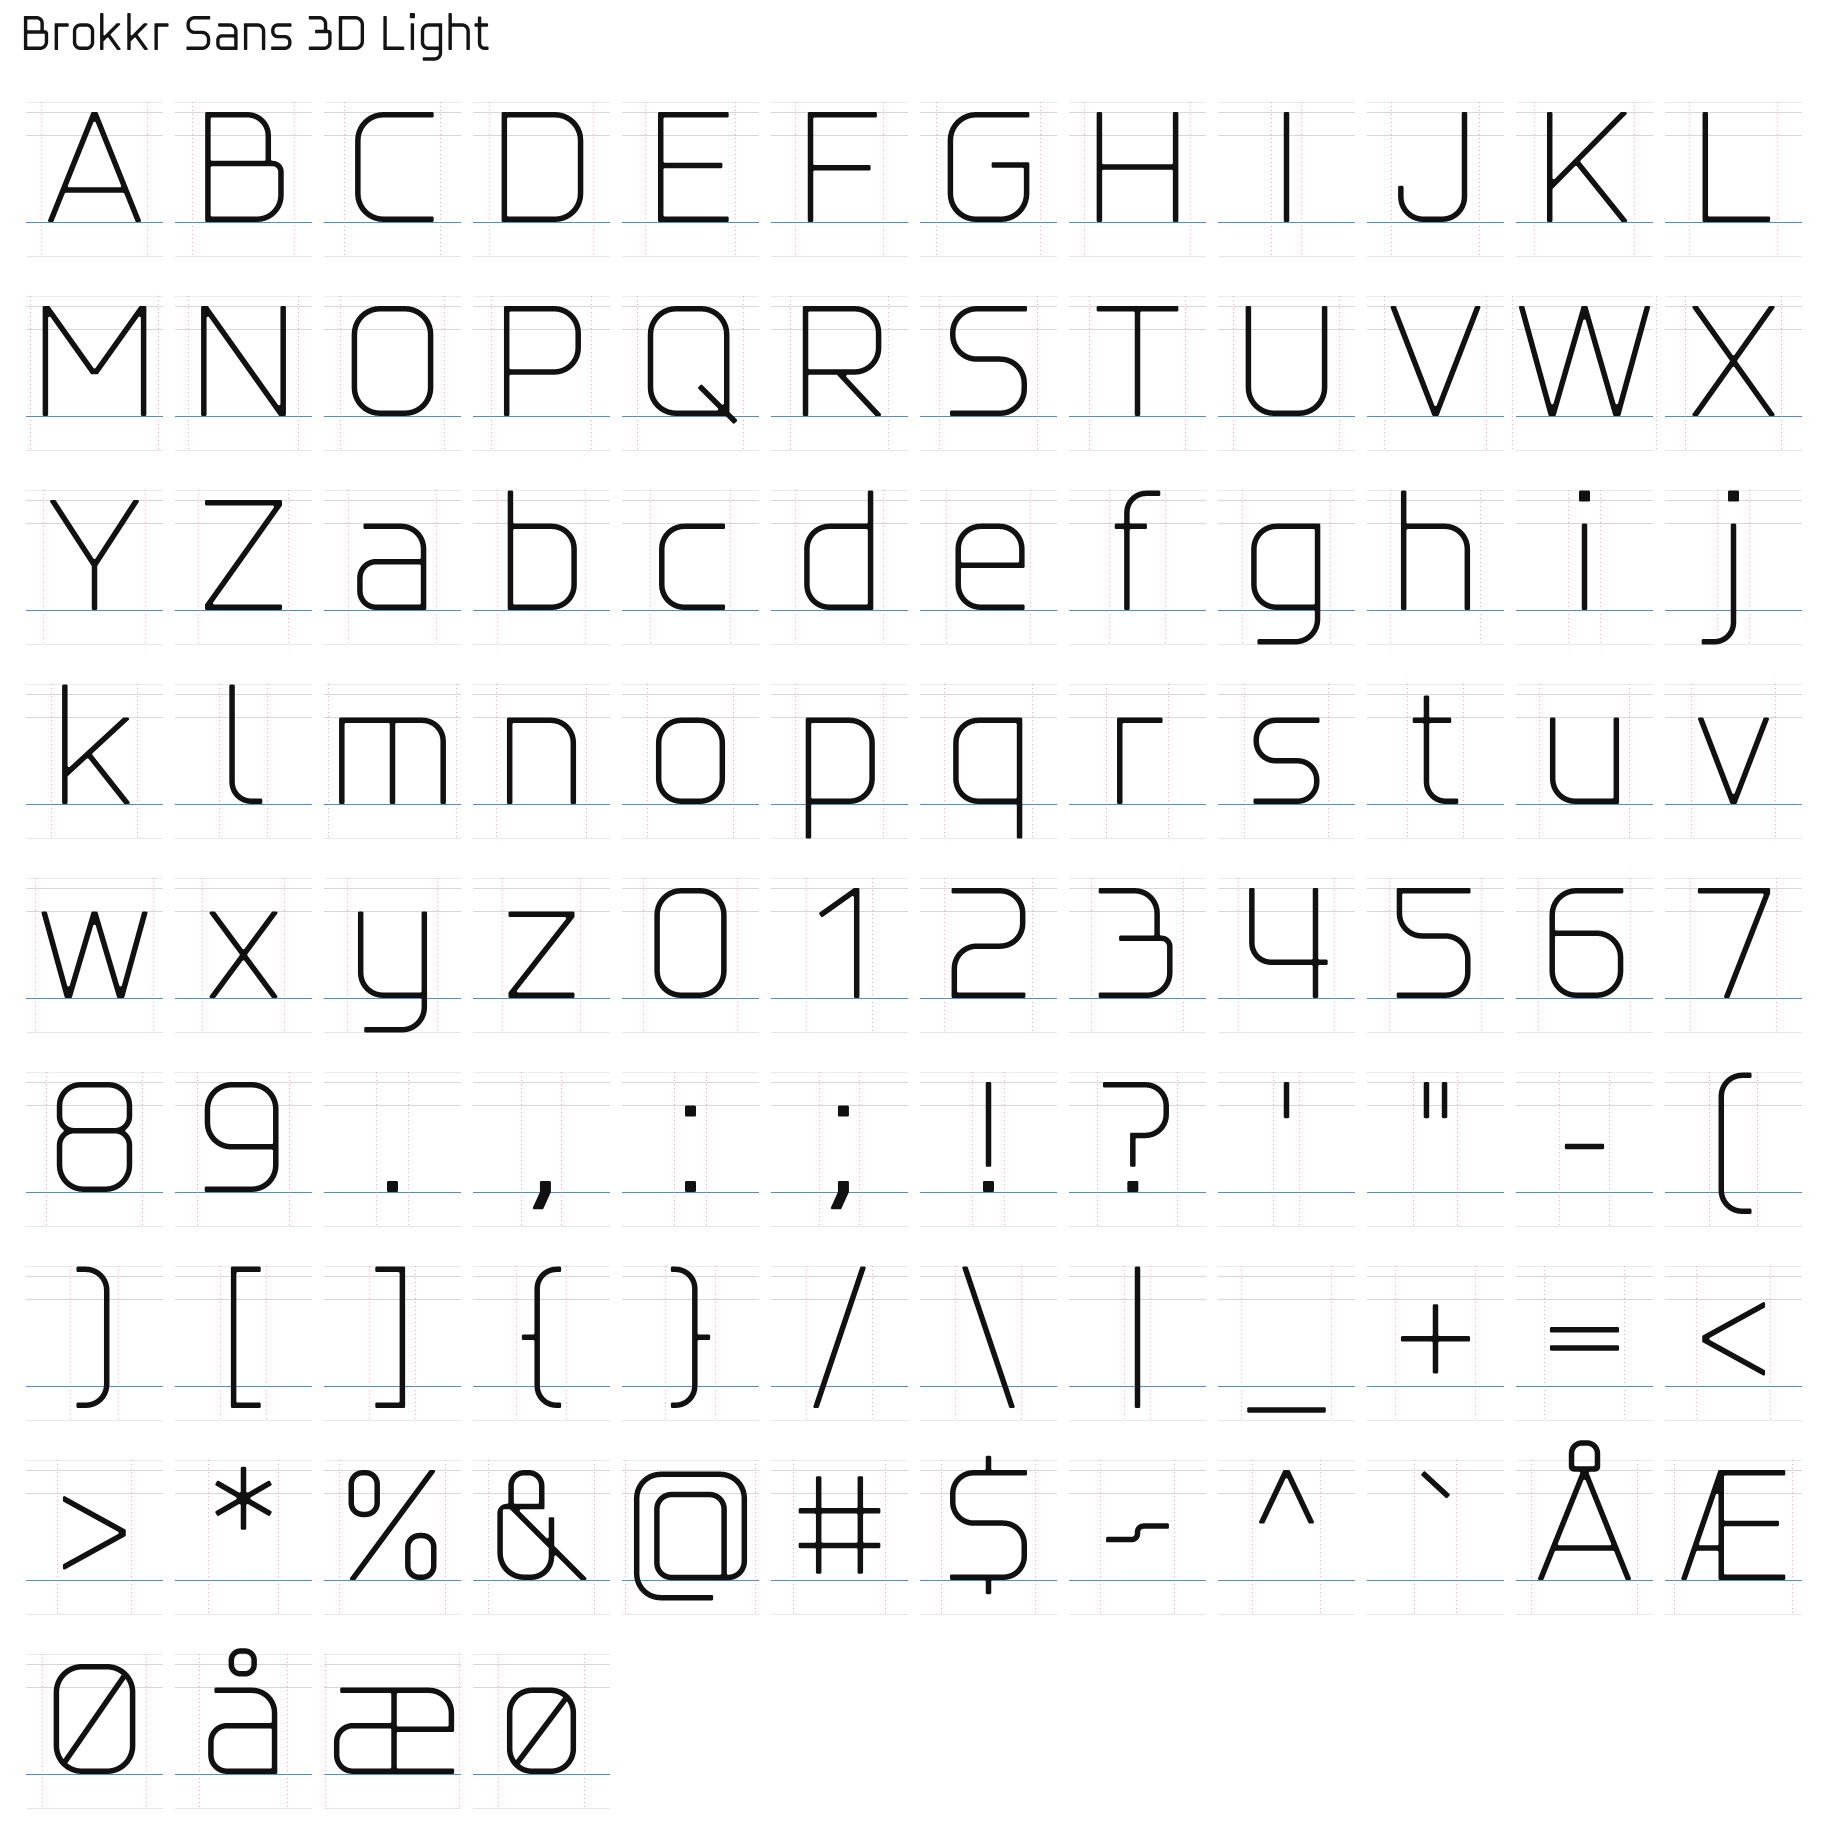 Brokkr Sans 3D Light
A B C D E F G H I J K L
M N O P Q R S T U V W X
Y Z a b c d e f g h i j
k l m n o p q r s t u v
w x y z 0 1 2 3 4 5 6 7
8 9 . , : ; ! ? ' " - (
) [ ] { } / \ | _ + = <
> * % & @ # $ ~ ^ ` Å Æ
Ø å æ ø